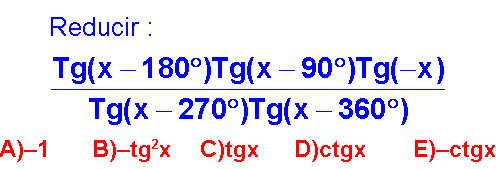 Reducir :
Tg(x – 180°)Tg(x – 90°)Tg(–x)
Tg(x – 270°)Tg(x – 360°)
A)–1 B)–tg²x C)tgx D)ctgx E)–ctgx